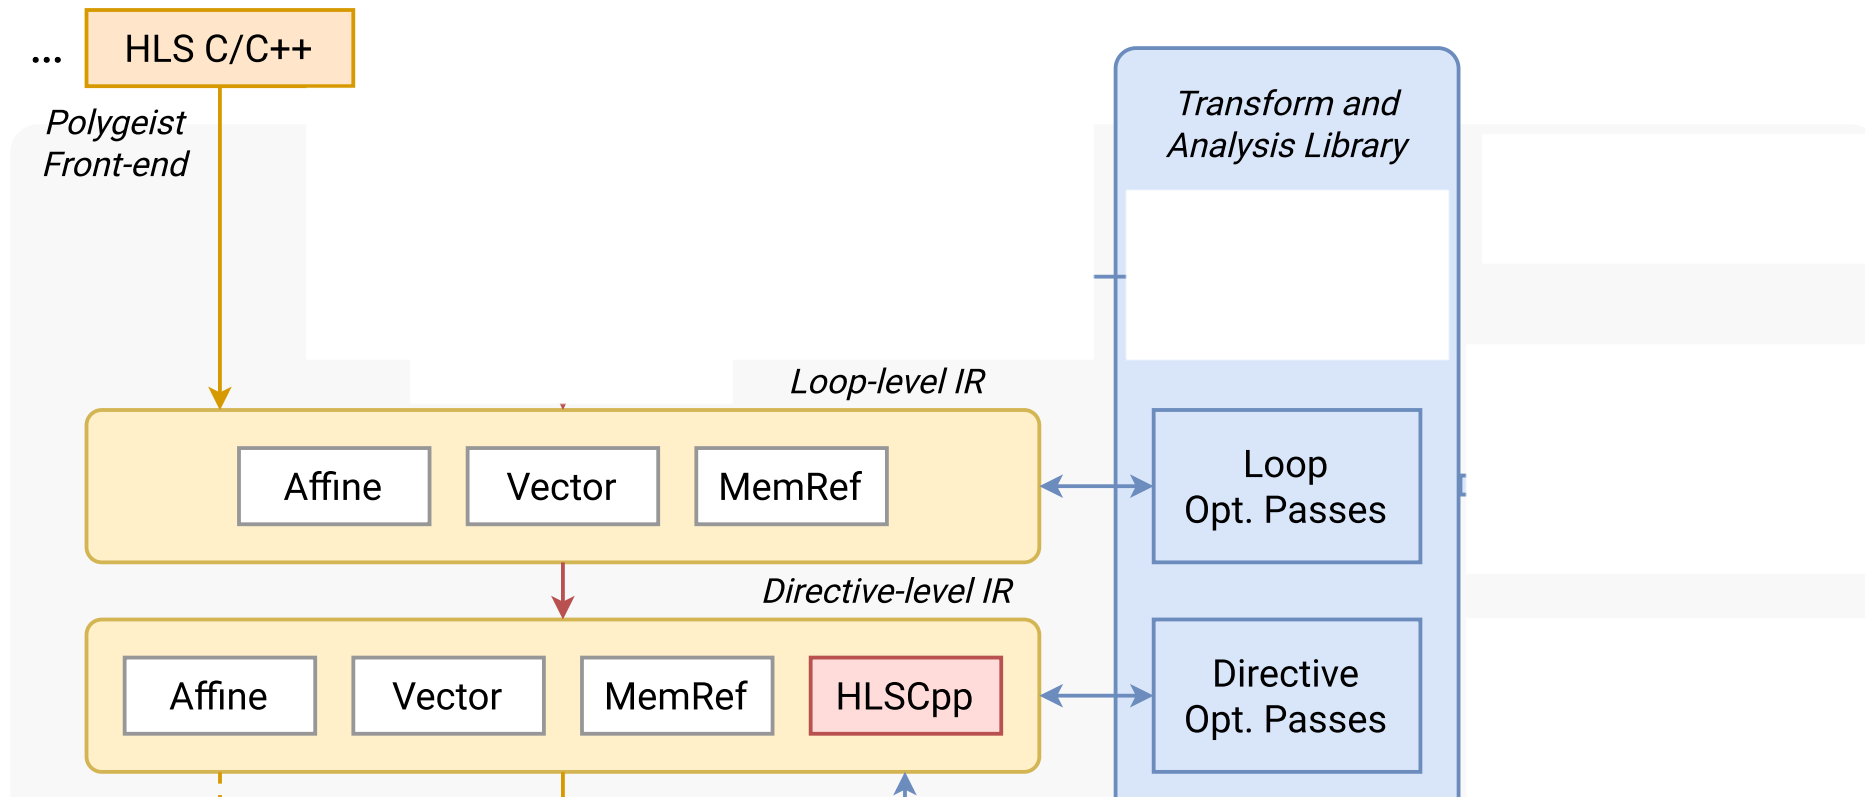 ... HLS C/C++
Polygeist
Front-end
Transform and
Analysis Library
Loop-level IR
Affine Vector MemRef
Loop
Opt. Passes
Directive-level IR
Affine Vector MemRef HLSCpp
Directive
Opt. Passes